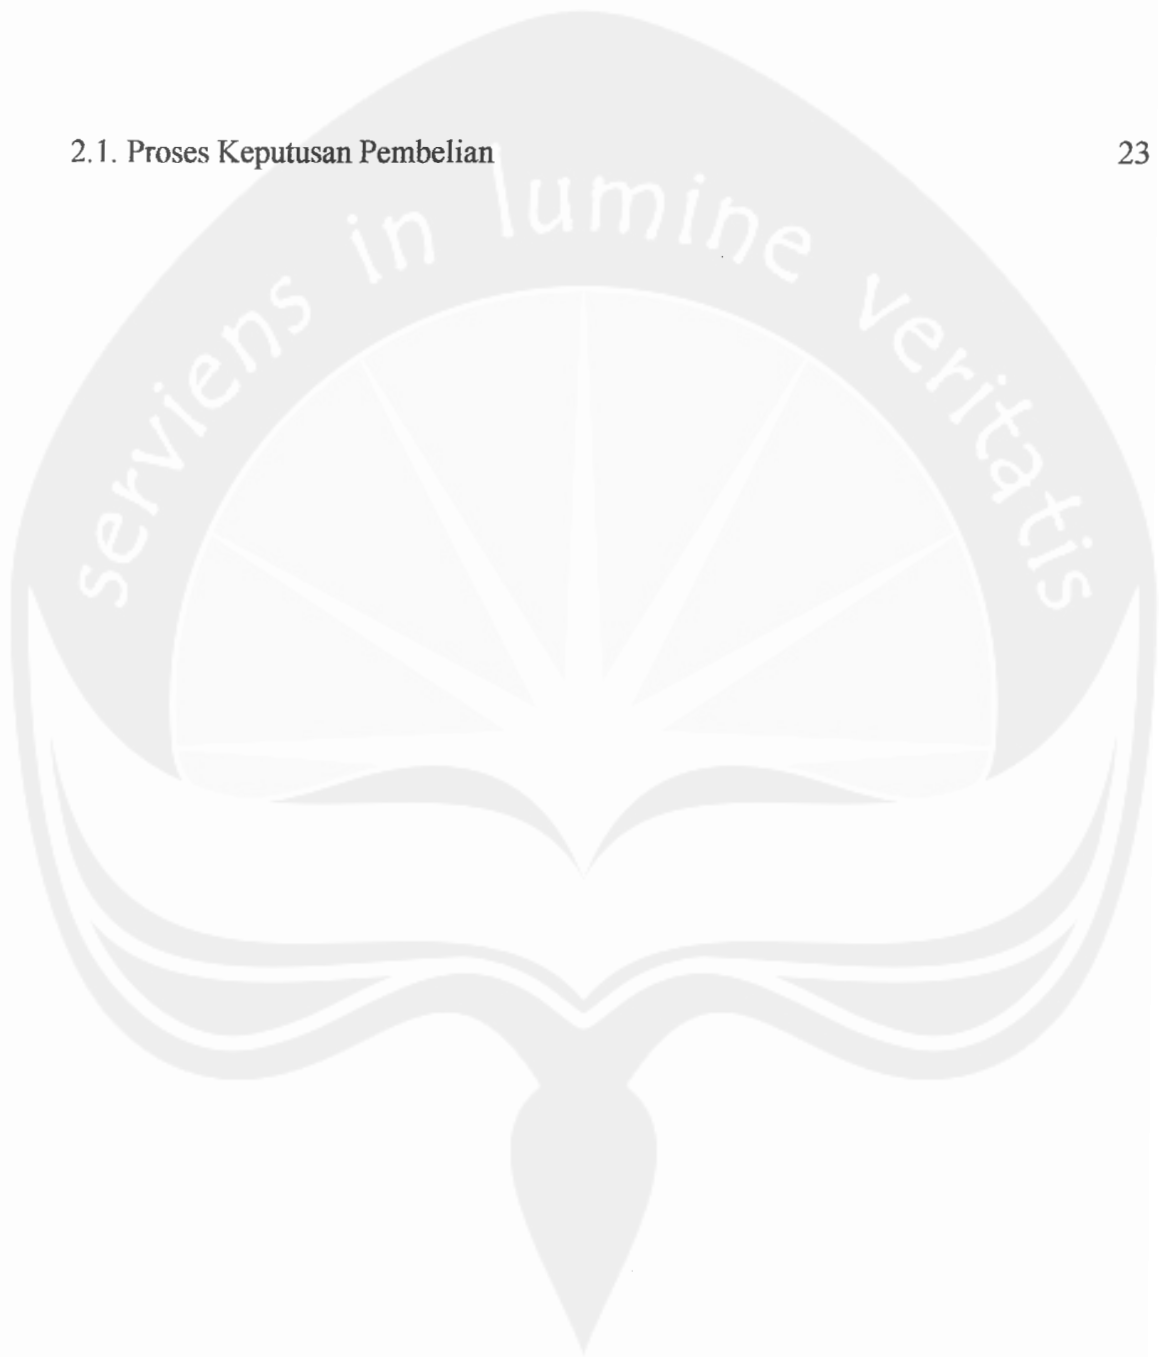 2.1. Proses Keputusan Pembelian 23
serviens in lumine veritatis